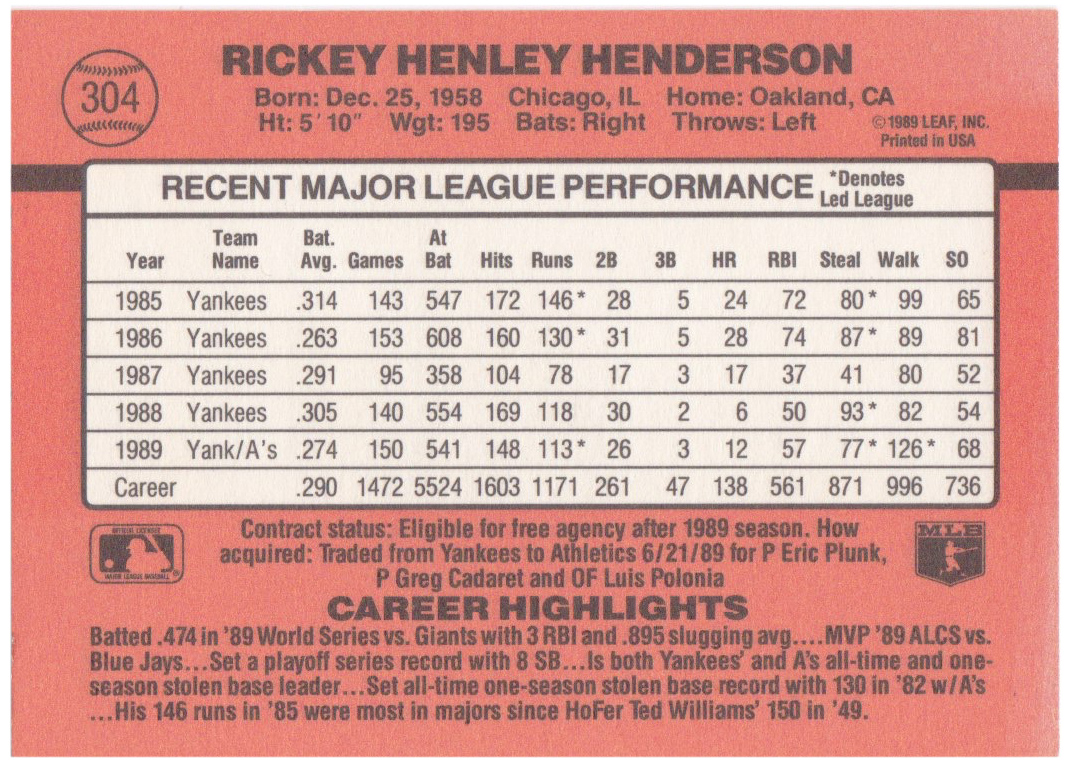 304
RICKEY HENLEY HENDERSON
Born: Dec. 25, 1958 Chicago, IL Home: Oakland, CA
Ht: 5' 10" Wgt: 195 Bats: Right Throws: Left
©1989 LEAF, INC.
Printed in USA
RECENT MAJOR LEAGUE PERFORMANCE *Denotes Led League
Year Team Name Bat. Avg. Games At Bat Hits Runs 2B 3B HR RBI Steal Walk SO
1985 Yankees .314 143 547 172 146* 28 5 24 72 80* 99 65
1986 Yankees .263 153 608 160 130* 31 5 28 74 87* 89 81
1987 Yankees .291 95 358 104 78 17 3 17 37 41 80 52
1988 Yankees .305 140 554 169 118 30 2 6 50 93* 82 54
1989 Yank/A's .274 150 541 148 113* 26 3 12 57 77* 126* 68
Career .290 1472 5524 1603 1171 261 47 138 561 871 996 736
OFFICIAL LICENSEE
MAJOR LEAGUE BASEBALL®
Contract status: Eligible for free agency after 1989 season. How
acquired: Traded from Yankees to Athletics 6/21/89 for P Eric Plunk,
P Greg Cadaret and OF Luis Polonia
MLB
CAREER HIGHLIGHTS
Batted .474 in '89 World Series vs. Giants with 3 RBI and .895 slugging avg....MVP '89 ALCS vs.
Blue Jays...Set a playoff series record with 8 SB...Is both Yankees' and A's all-time and one-
season stolen base leader...Set all-time one-season stolen base record with 130 in '82 w/A's
...His 146 runs in '85 were most in majors since HoFer Ted Williams' 150 in '49.